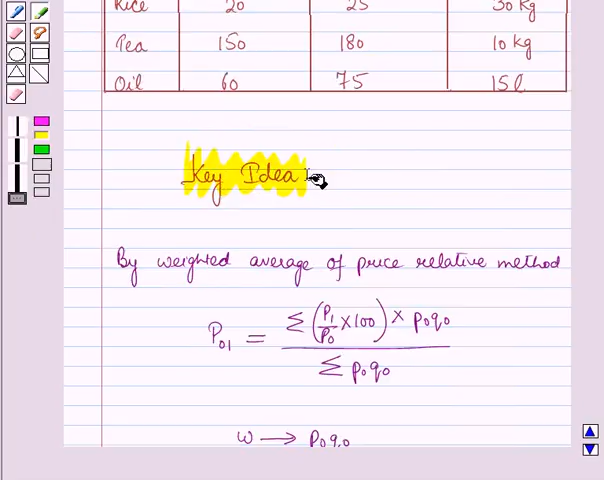 Rice 20 25 30 kg
Tea 150 180 10 kg
Oil 60 75 15 l
Key Idea
By weighted average of price relative method
P₀₁ = Σ (P₁/P₀ × 100) × p₀q₀ / Σ p₀q₀
w → p₀q₀